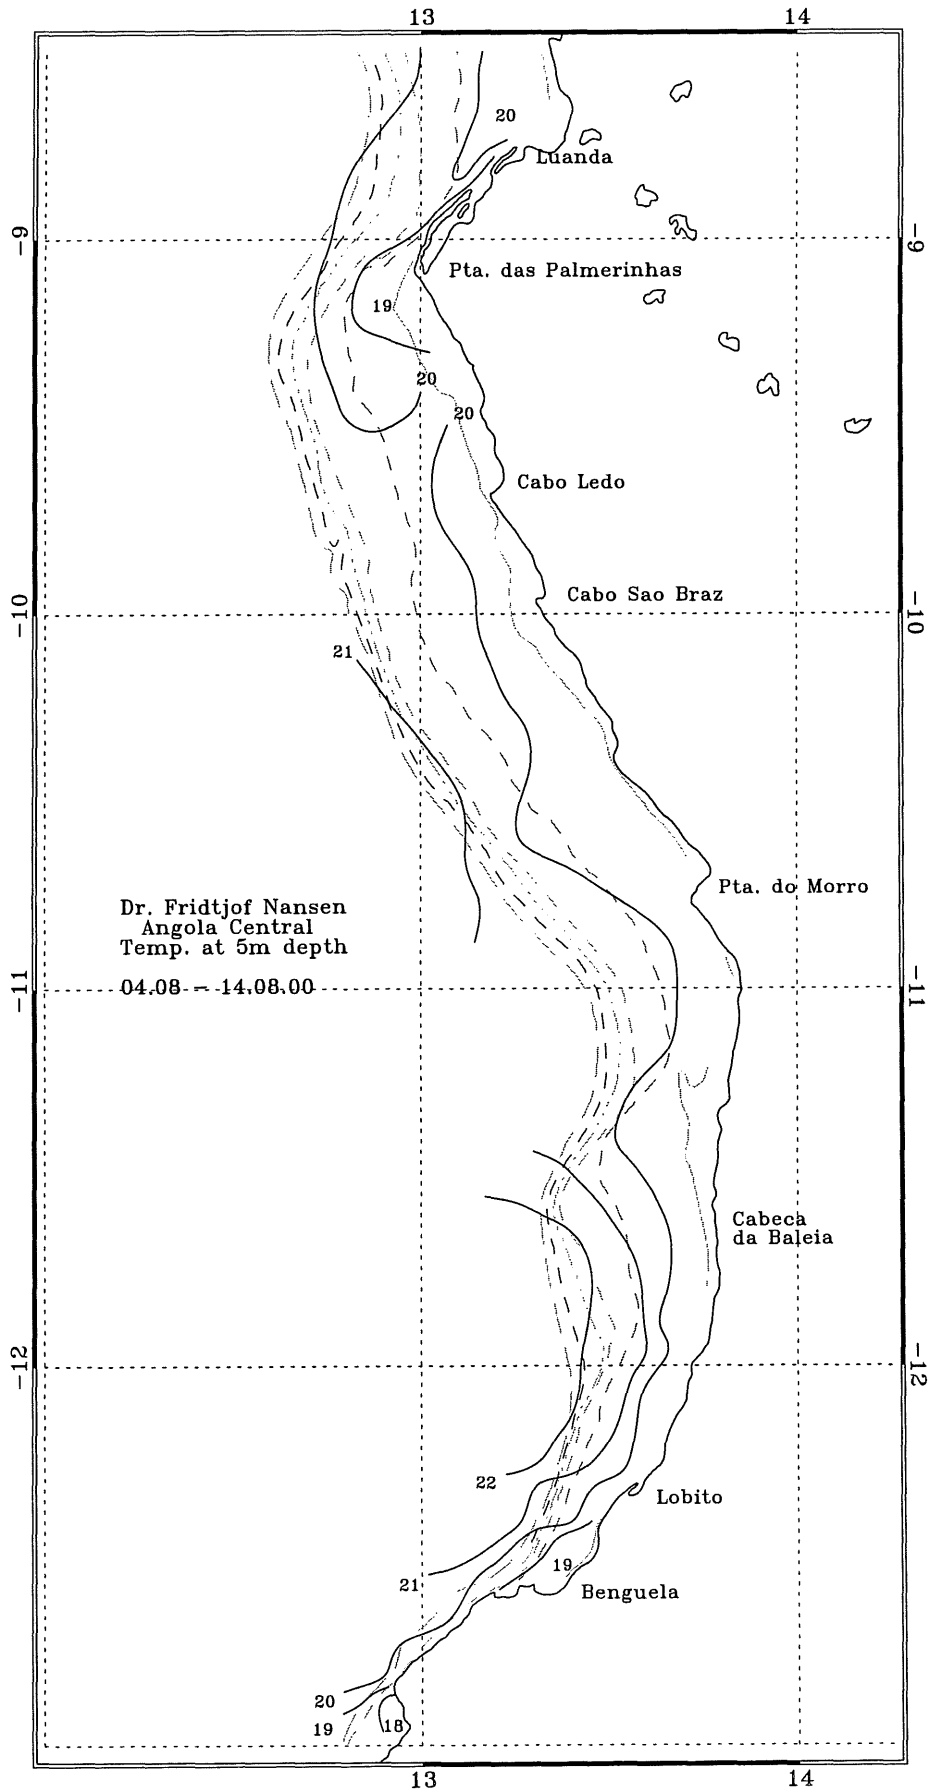 13 14
20
Luanda
-9 -9
Pta. das Palmerinhas
19
20
20
Cabo Ledo
Cabo Sao Braz
-10 -10
21
Pta. do Morro
Dr. Fridtjof Nansen
Angola Central
Temp. at 5m depth
04.08 - 14.08.00
-11 -11
Cabeca
da Baleia
-12 -12
22
Lobito
19
21
Benguela
20
19
18
13 14